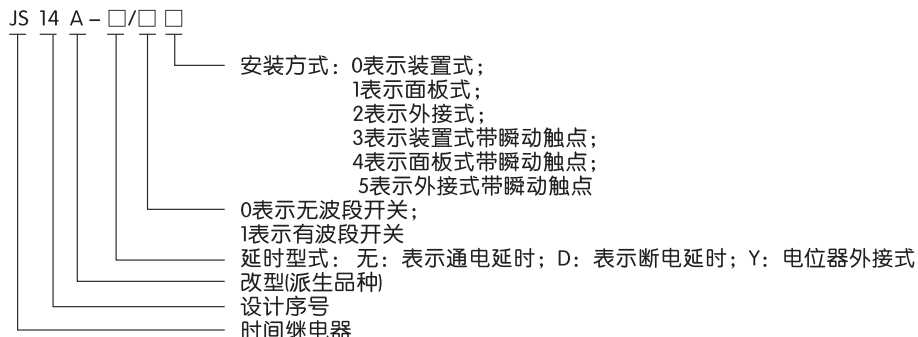 JS 14 A - □/□ □
安装方式：0表示装置式；
1表示面板式；
2表示外接式；
3表示装置式带瞬动触点；
4表示面板式带瞬动触点；
5表示外接式带瞬动触点
0表示无波段开关；
1表示有波段开关
延时型式： 无：表示通电延时；D：表示断电延时；Y：电位器外接式
改型(派生品种)
设计序号
时间继电器